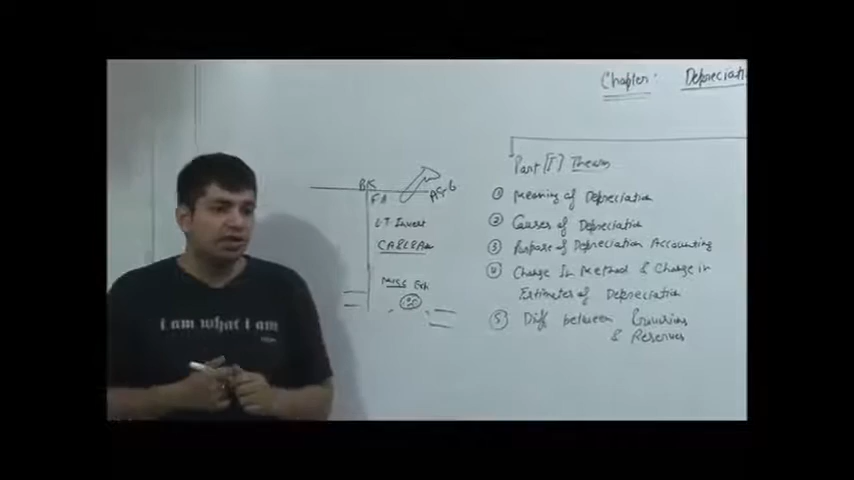 Chapter: Depreciati
Part [I] Theory
① Meaning of Depreciation
② Causes of Depreciation
③ Purpose of Depreciation Accounting
④ Change In Method & Change in
Estimates of Depreciation
⑤ Diff between Provisions
& Reserves
FA
LT Invest
CA&L&A
Misc Exp
i am what i am